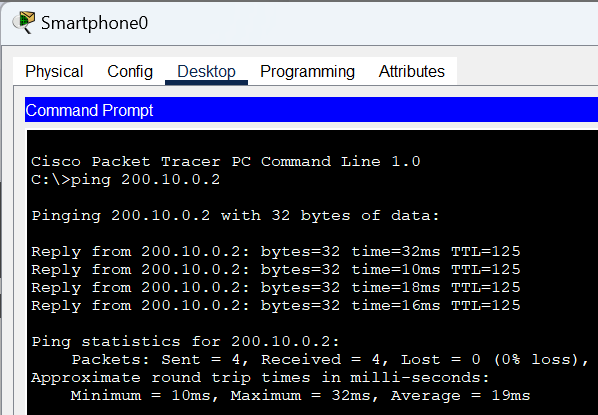 Smartphone0
Physical Config Desktop Programming Attributes
Command Prompt
Cisco Packet Tracer PC Command Line 1.0
C:\>ping 200.10.0.2
Pinging 200.10.0.2 with 32 bytes of data:
Reply from 200.10.0.2: bytes=32 time=32ms TTL=125
Reply from 200.10.0.2: bytes=32 time=10ms TTL=125
Reply from 200.10.0.2: bytes=32 time=18ms TTL=125
Reply from 200.10.0.2: bytes=32 time=16ms TTL=125
Ping statistics for 200.10.0.2:
Packets: Sent = 4, Received = 4, Lost = 0 (0% loss),
Approximate round trip times in milli-seconds:
Minimum = 10ms, Maximum = 32ms, Average = 19ms